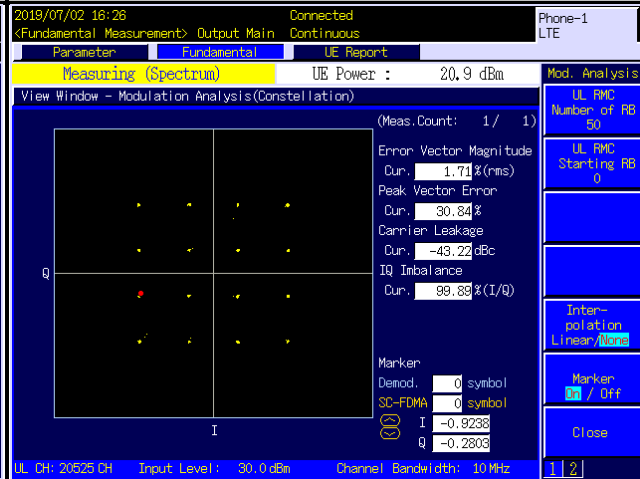 2019/07/02 16:26 Connected Phone-1
<Fundamental Measurement> Output Main Continuous LTE
Parameter Fundamental UE Report
Measuring (Spectrum) UE Power : 20.9 dBm Mod. Analysis
View Window - Modulation Analysis(Constellation)
UL RMC
Number of RB
50
(Meas.Count: 1/ 1)
Error Vector Magnitude
Cur. 1.71 %(rms)
Peak Vector Error
Cur. 30.84 %
Carrier Leakage
Cur. -43.22 dBc
IQ Imbalance
Cur. 99.89 %(I/Q)
UL RMC
Starting RB
0
Q
I
Inter-
polation
Linear/None
Marker
Demod. 0 symbol
SC-FDMA 0 symbol
I -0.9238
Q -0.2803
Marker
On / Off
Close
UL CH: 20525 CH Input Level: 30.0 dBm Channel Bandwidth: 10 MHz 1 2